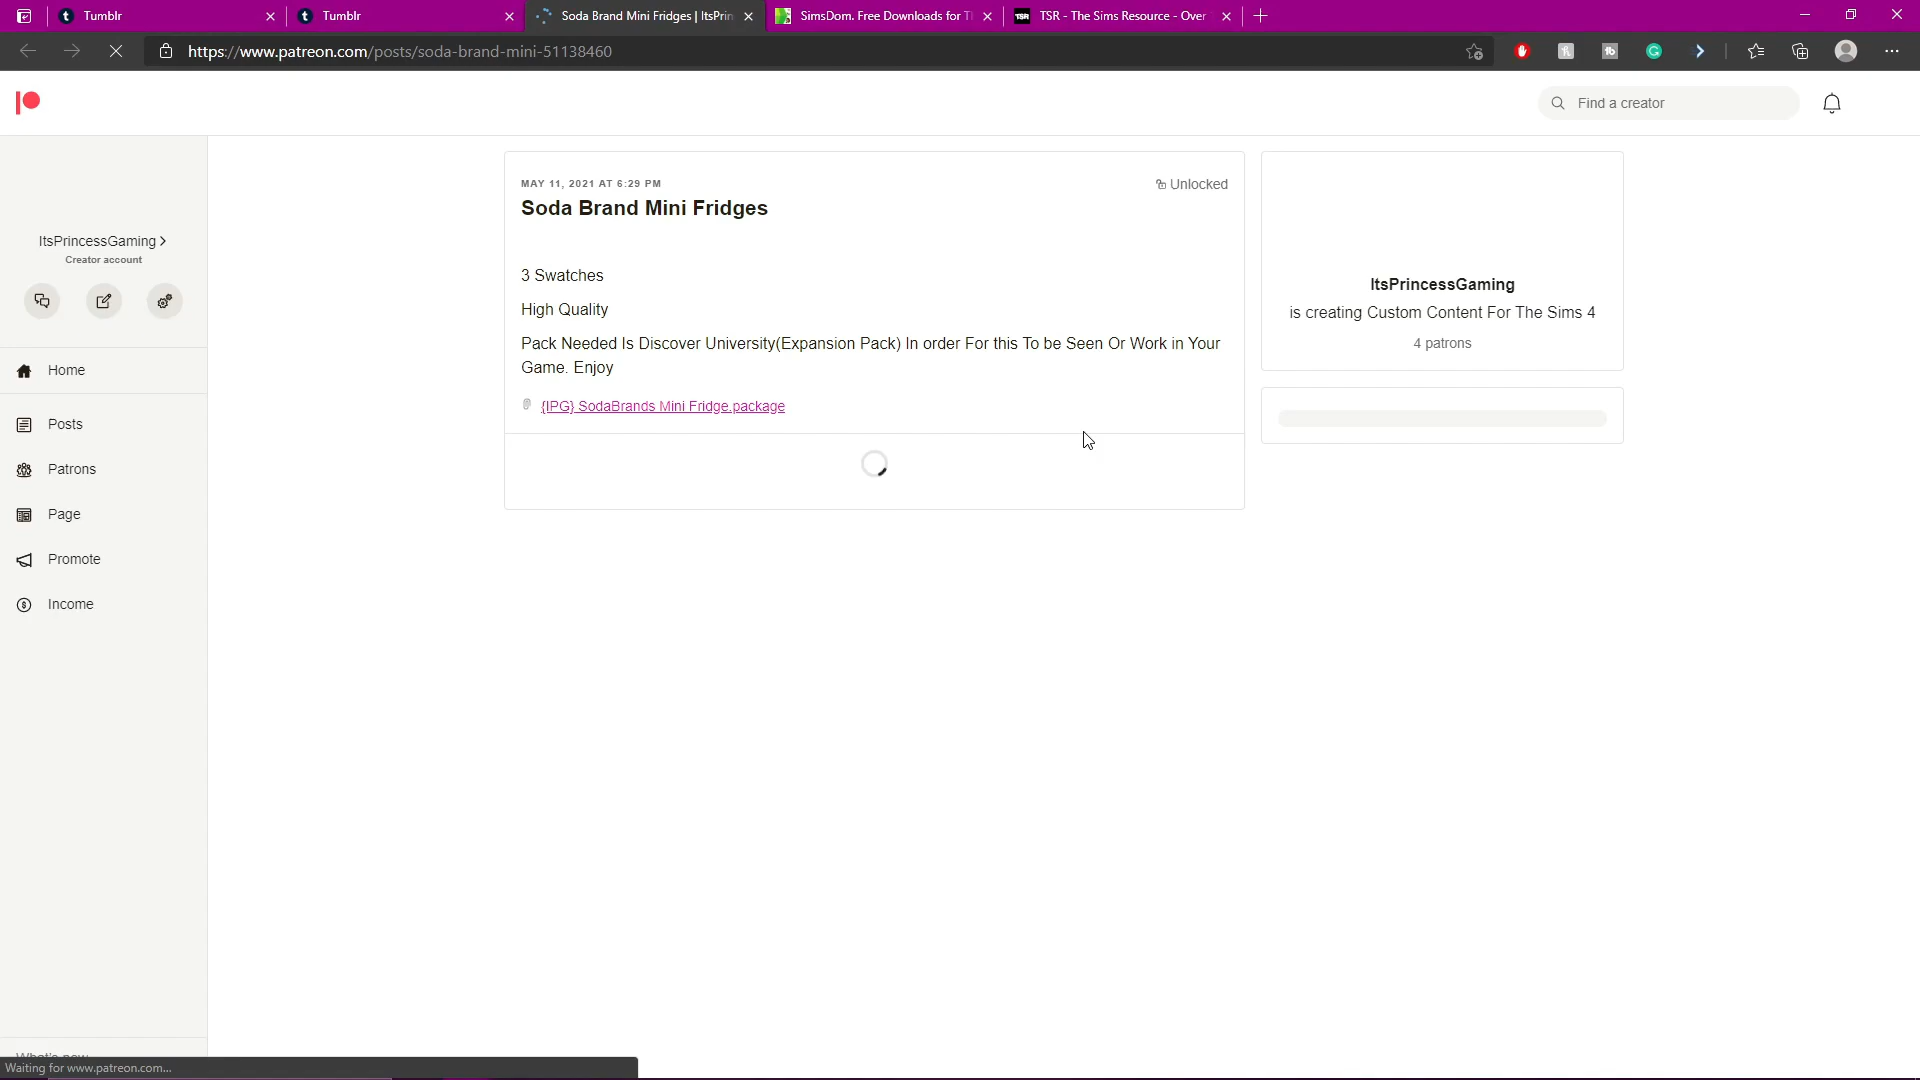 Tumblr
Tumblr
Soda Brand Mini Fridges | ItsPrin
SimsDom. Free Downloads for T
TSR - The Sims Resource - Over
https://www.patreon.com/posts/soda-brand-mini-51138460
Find a creator
MAY 11, 2021 AT 6:29 PM
Unlocked
Soda Brand Mini Fridges
ItsPrincessGaming
Creator account
3 Swatches
High Quality
Pack Needed Is Discover University(Expansion Pack) In order For this To be Seen Or Work in Your
Game. Enjoy
{IPG} SodaBrands Mini Fridge.package
ItsPrincessGaming
is creating Custom Content For The Sims 4
4 patrons
Home
Posts
Patrons
Page
Promote
Income
What's new
Waiting for www.patreon.com...